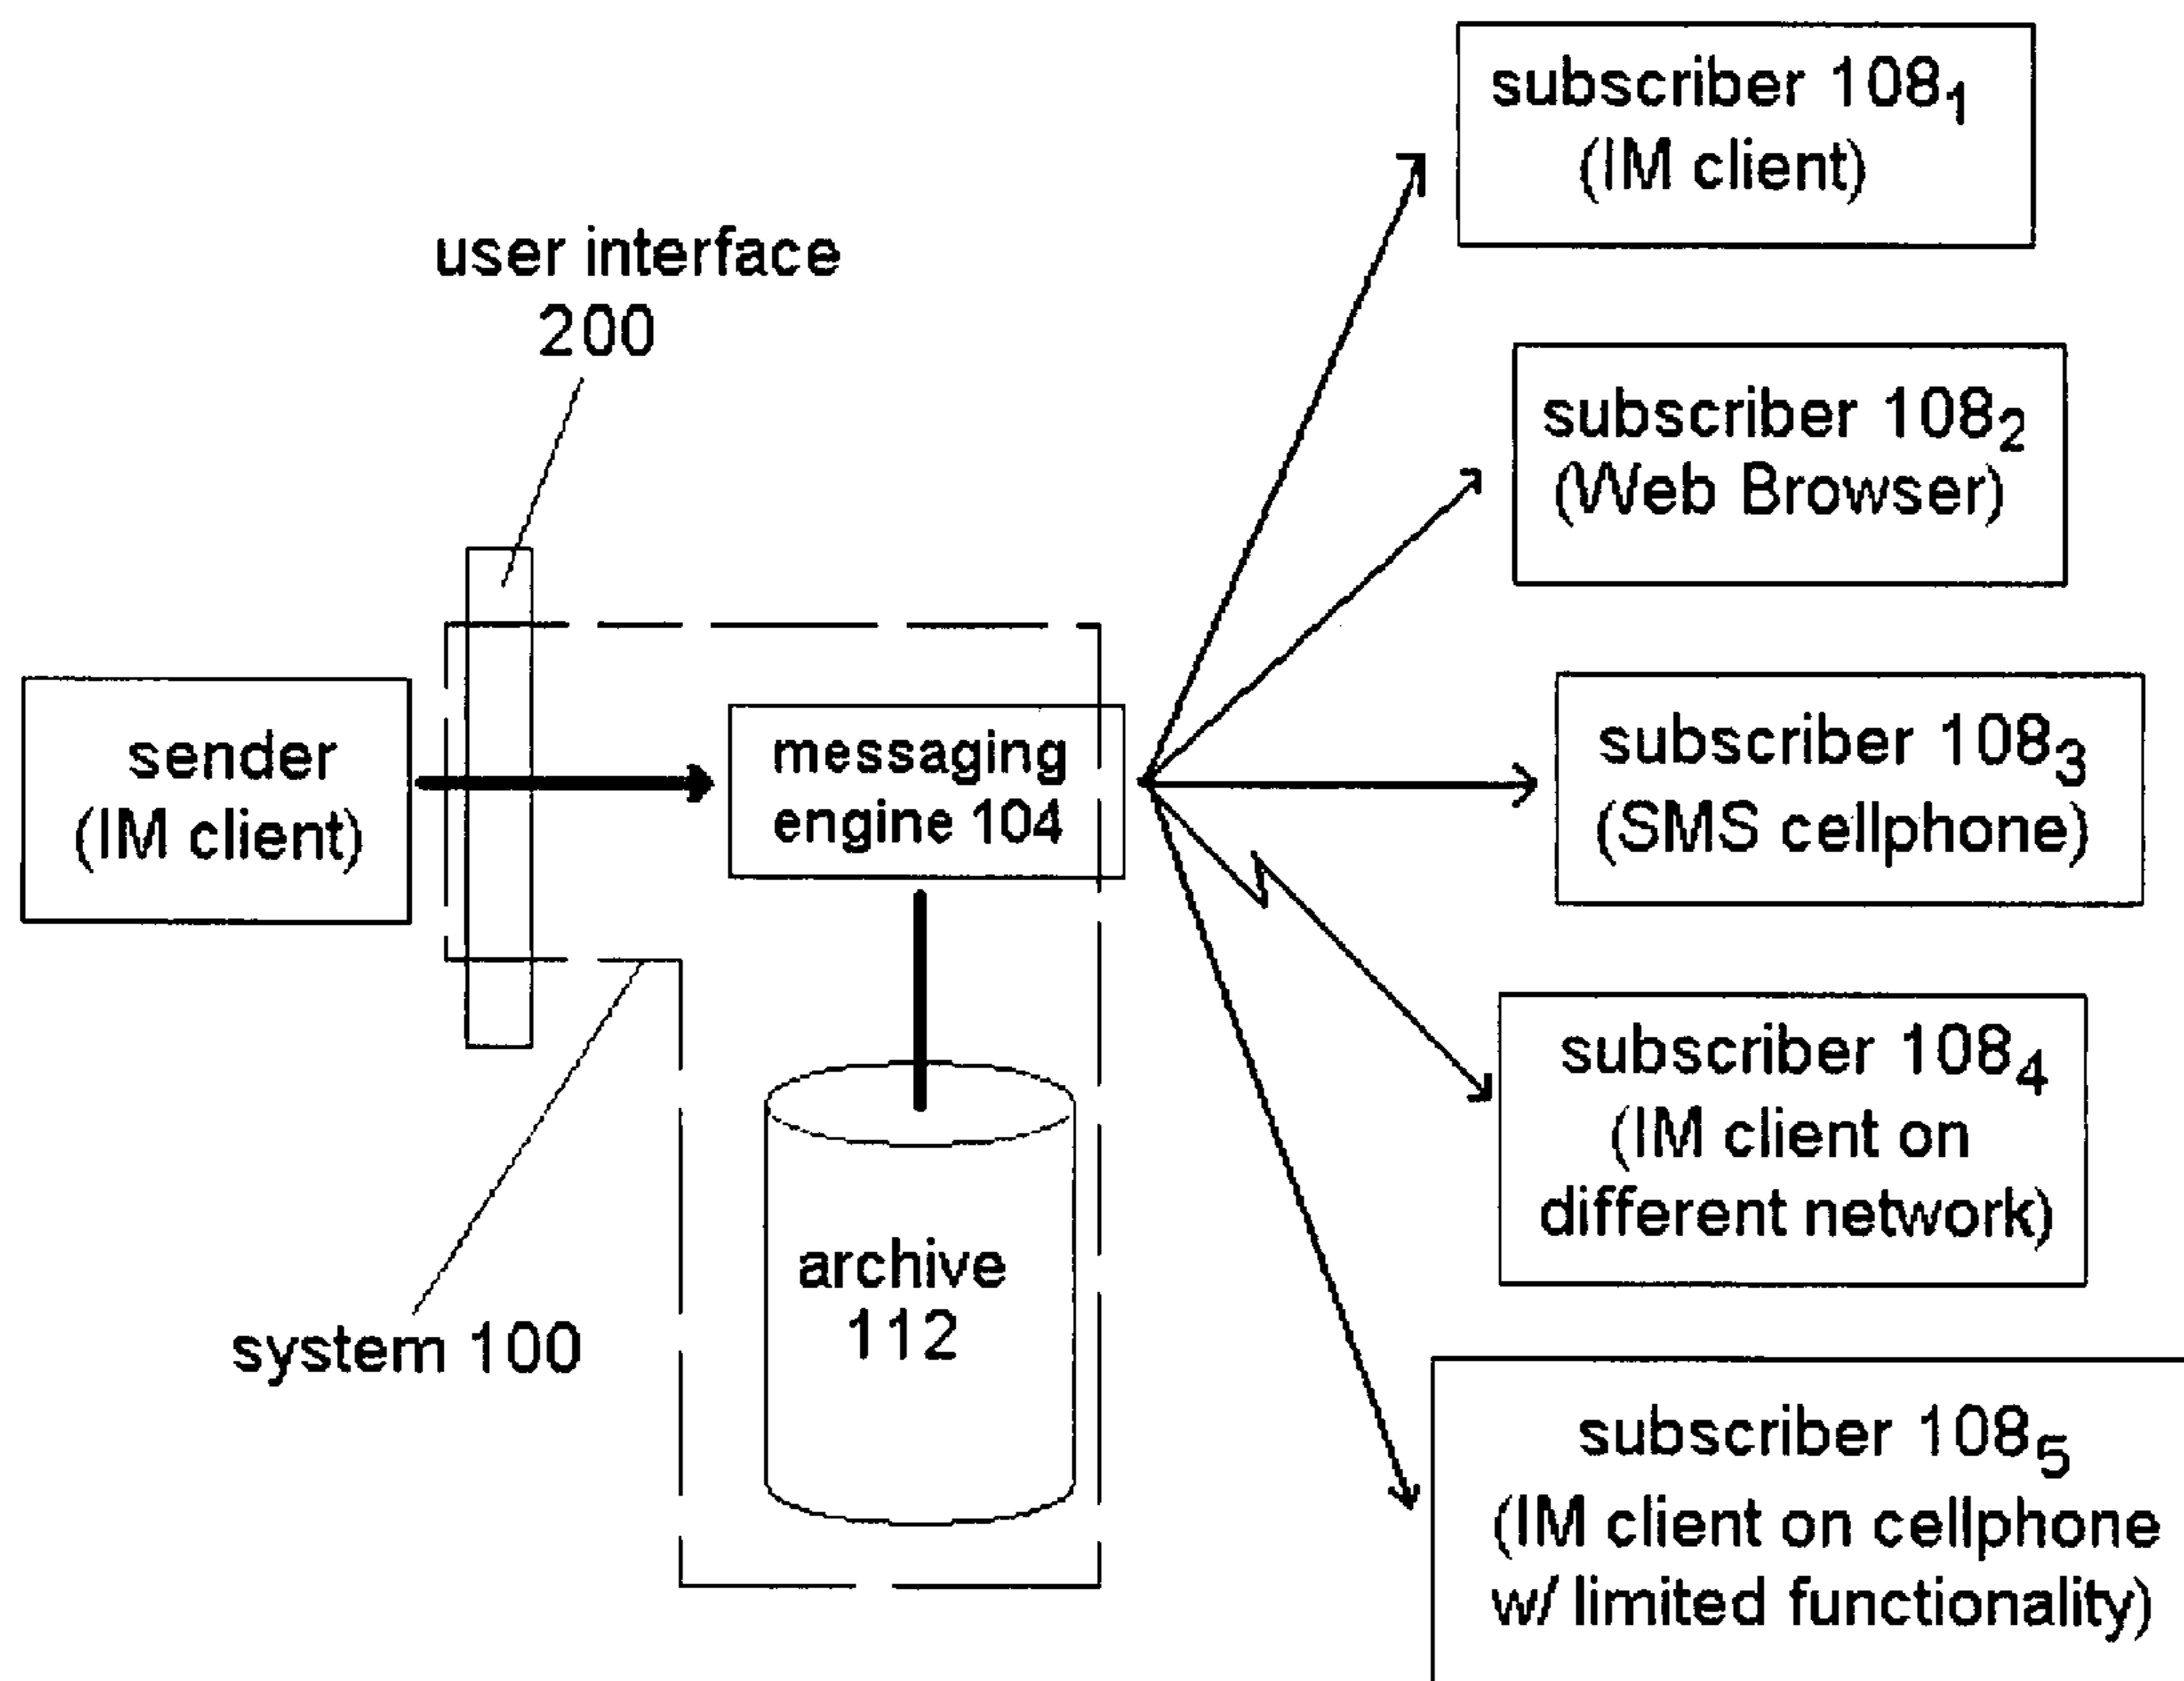 user interface
200
sender
(IM client)
messaging
engine 104
archive
112
system 100
subscriber 108₁
(IM client)
subscriber 108₂
(Web Browser)
subscriber 108₃
(SMS cellphone)
subscriber 108₄
(IM client on
different network)
subscriber 108₅
(IM client on cellphone
w/ limited functionality)